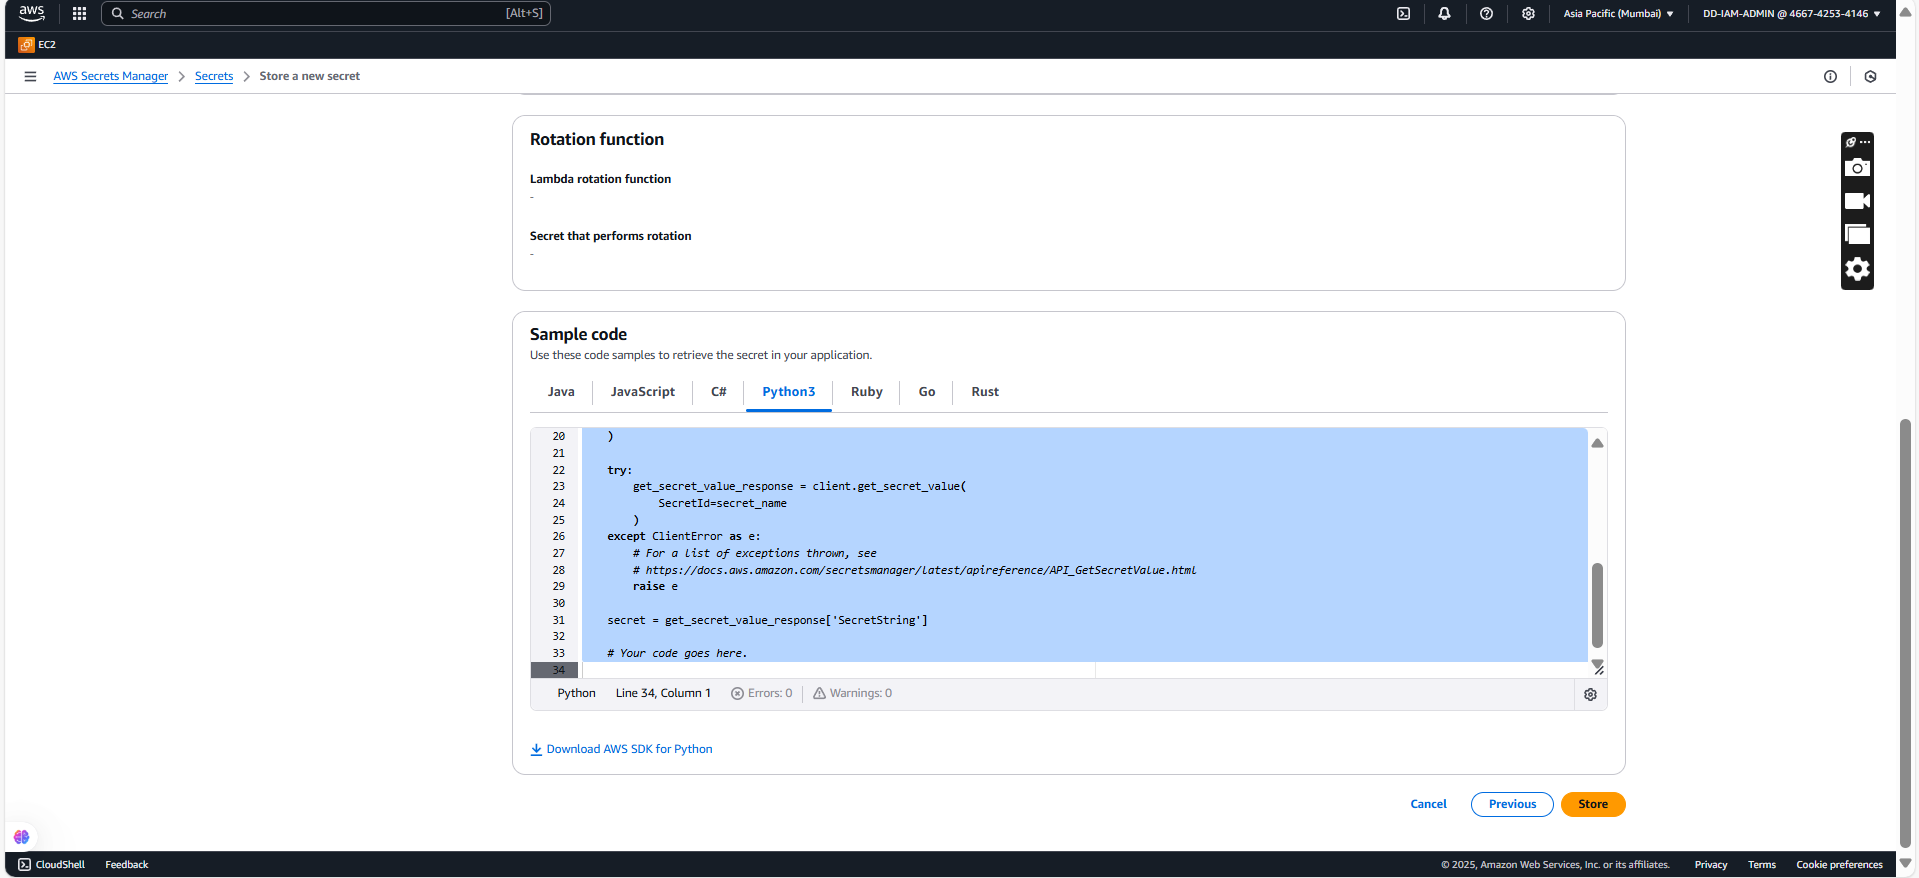 aws
Search [Alt+S]
Asia Pacific (Mumbai) DD-IAM-ADMIN @ 4667-4253-4146
EC2
AWS Secrets Manager Secrets Store a new secret
Rotation function
Lambda rotation function
-
Secret that performs rotation
-
Sample code
Use these code samples to retrieve the secret in your application.
Java JavaScript C# Python3 Ruby Go Rust
20 )
21
22 try:
23 get_secret_value_response = client.get_secret_value(
24 SecretId=secret_name
25 )
26 except ClientError as e:
27 # For a list of exceptions thrown, see
28 # https://docs.aws.amazon.com/secretsmanager/latest/apireference/API_GetSecretValue.html
29 raise e
30
31 secret = get_secret_value_response['SecretString']
32
33 # Your code goes here.
34
Python Line 34, Column 1 Errors: 0 Warnings: 0
Download AWS SDK for Python
Cancel Previous Store
CloudShell Feedback © 2025, Amazon Web Services, Inc. or its affiliates. Privacy Terms Cookie preferences